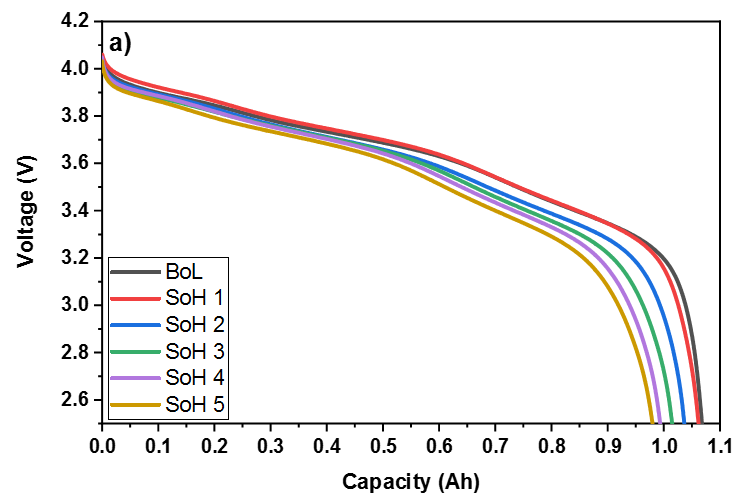 a)
4.2
4.0
3.8
3.6
3.4
3.2
3.0
2.8
2.6
Voltage (V)
BoL
SoH 1
SoH 2
SoH 3
SoH 4
SoH 5
0.0 0.1 0.2 0.3 0.4 0.5 0.6 0.7 0.8 0.9 1.0 1.1
Capacity (Ah)